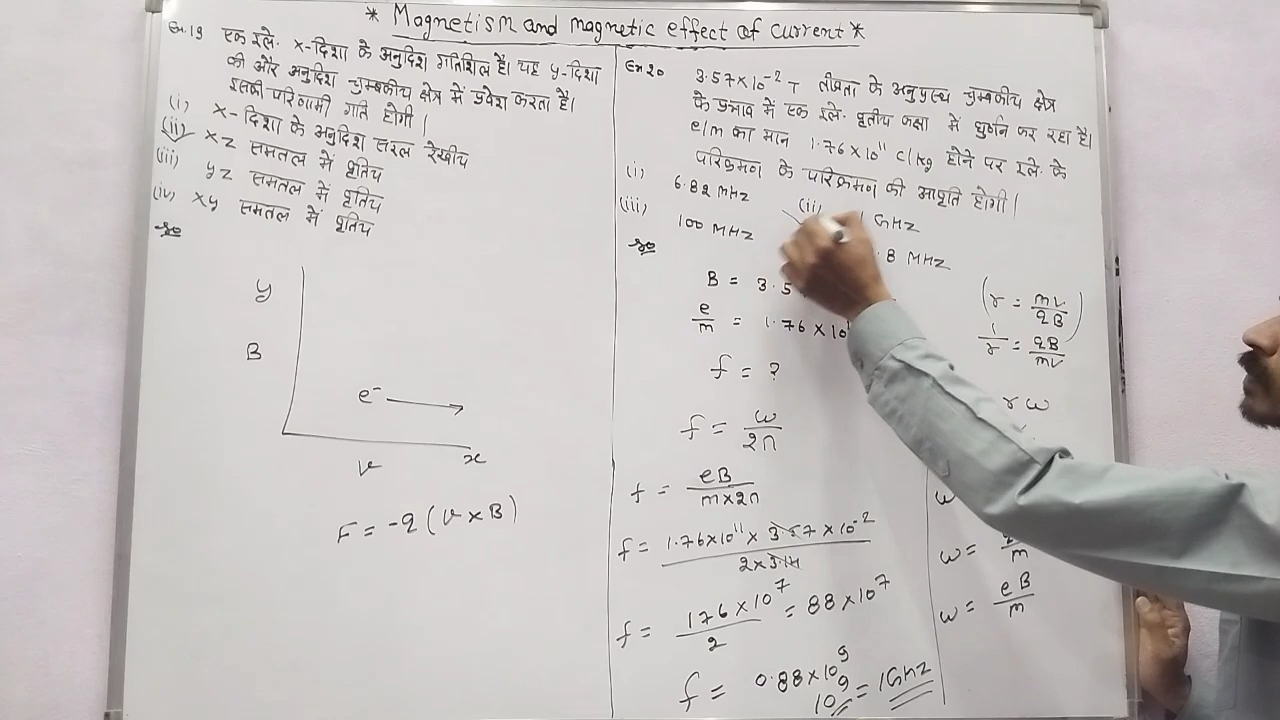 * Magnetism and magnetic effect of current *
Ex.19 एक इले. x-दिशा के अनुदिश गतिशिल है। यह y-दिशा
की और अनुदिश चुम्बकीय क्षेत्र में प्रवेश करता है।
इसकी परिणामी गति होगी।
(i) x-दिशा के अनुदिश सरल रेखीय
(ii) xz समतल में वृतिय
(iii) yz समतल में वृतिय
(iv) xy समतल में वृतिय
y
B
e⁻
v
x
F = -q (v×B)
Ex 20 3.57×10⁻² T तीव्रता के अनुप्रस्थ चुम्बकीय क्षेत्र
के प्रभाव में एक इले. वृतीय कक्षा में घुर्णन कर रहा है।
e/m का मान 1.76×10¹¹ C/kg होने पर इले. के
परिक्रमण के परिक्रमण की आवृति होगी।
(i) 6.82 MHz (ii) GHz
(iii) 100 MHz .8 MHz
B = 3.5
e/m = 1.76×10
f = ?
f = ω/2π
f = eB/m×2π
f = 1.76×10¹¹ × 3.57×10⁻² / 2×3.14
f = 176×10⁷/2 = 88×10⁷
f = 0.88×10⁹
10⁹ = 1GHz
(r = mv/qB)
1/r = qB/mv
rω
ω
ω = /m
ω = eB/m